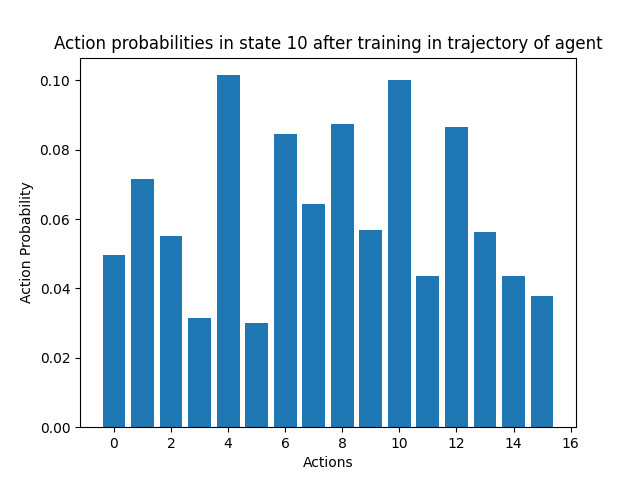 Action probabilities in state 10 after training in trajectory of agent
Action Probability
0.10
0.08
0.06
0.04
0.02
0.00
0 2 4 6 8 10 12 14 16
Actions